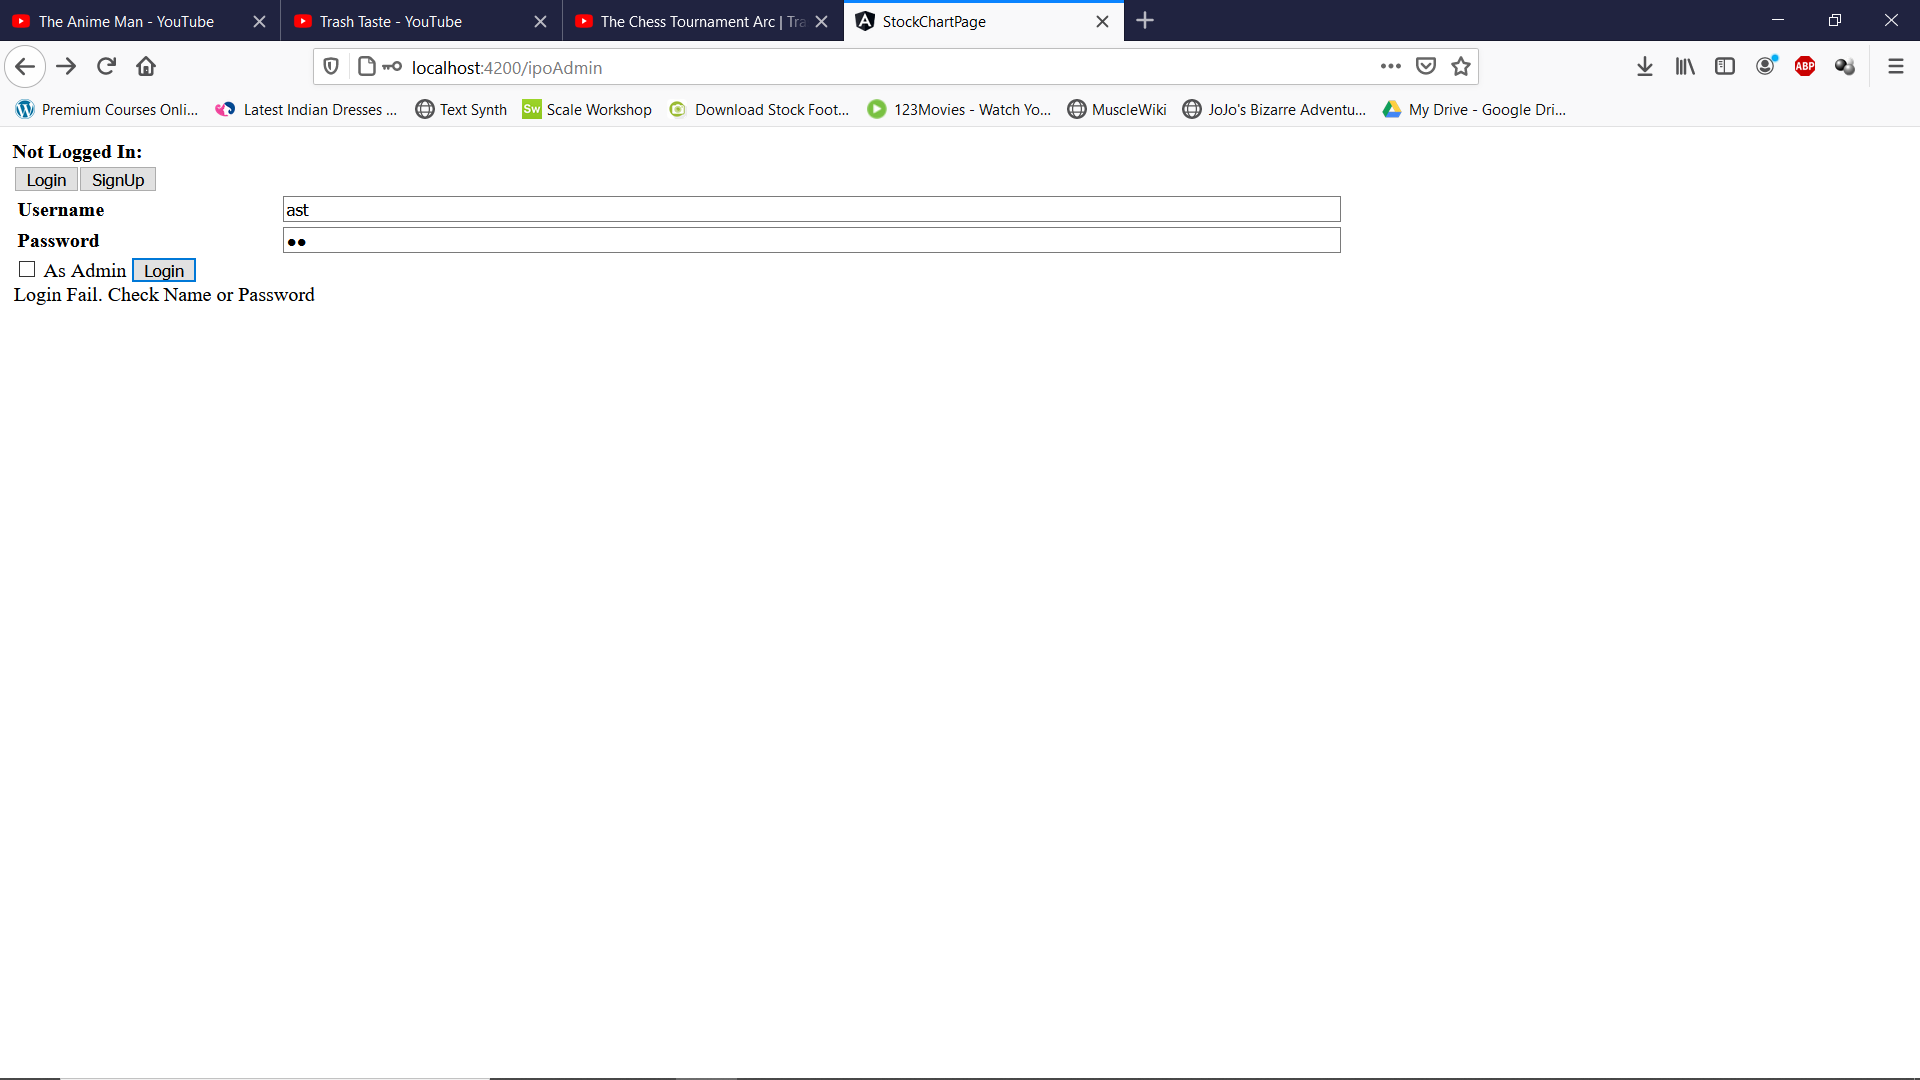 The Anime Man - YouTube
Trash Taste - YouTube
The Chess Tournament Arc | Tra
StockChartPage
localhost:4200/ipoAdmin
ABP
Premium Courses Onli...
Latest Indian Dresses ...
Text Synth
Sw Scale Workshop
Download Stock Foot...
123Movies - Watch Yo...
MuscleWiki
JoJo's Bizarre Adventu...
My Drive - Google Dri...
Not Logged In:
Login SignUp
Username ast
Password ●●
As Admin Login
Login Fail. Check Name or Password